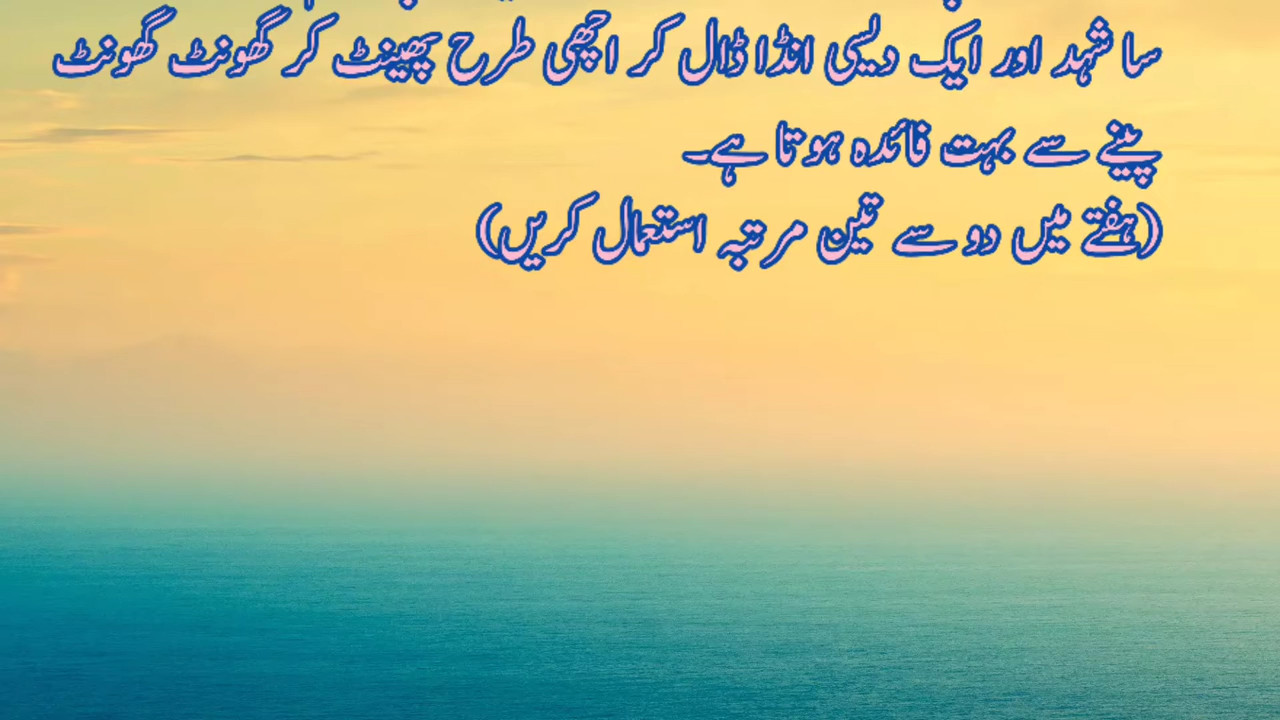 سا شہد اور ایک دیسی انڈا ڈال کر اچھی طرح پھینٹ کر گھونٹ گھونٹ
پینے سے بہت فائدہ ہوتا ہے۔
(ہفتے میں دو سے تین مرتبہ استعمال کریں)